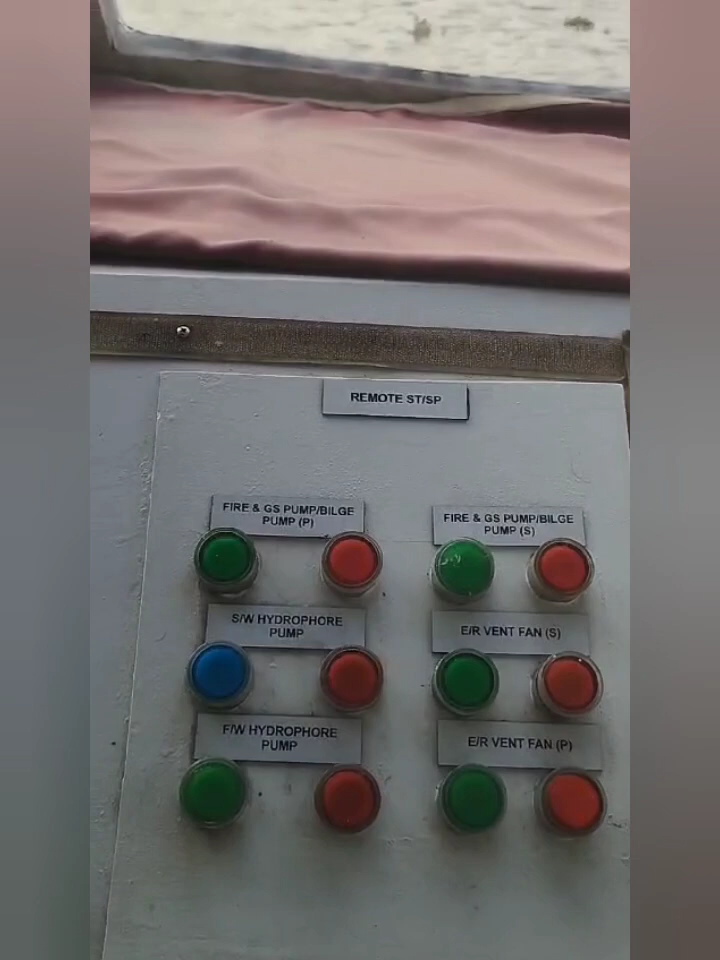 REMOTE ST/SP
FIRE & GS PUMP/BILGE
PUMP (P)
FIRE & GS PUMP/BILGE
PUMP (S)
S/W HYDROPHORE
PUMP
E/R VENT FAN (S)
F/W HYDROPHORE
PUMP
E/R VENT FAN (P)